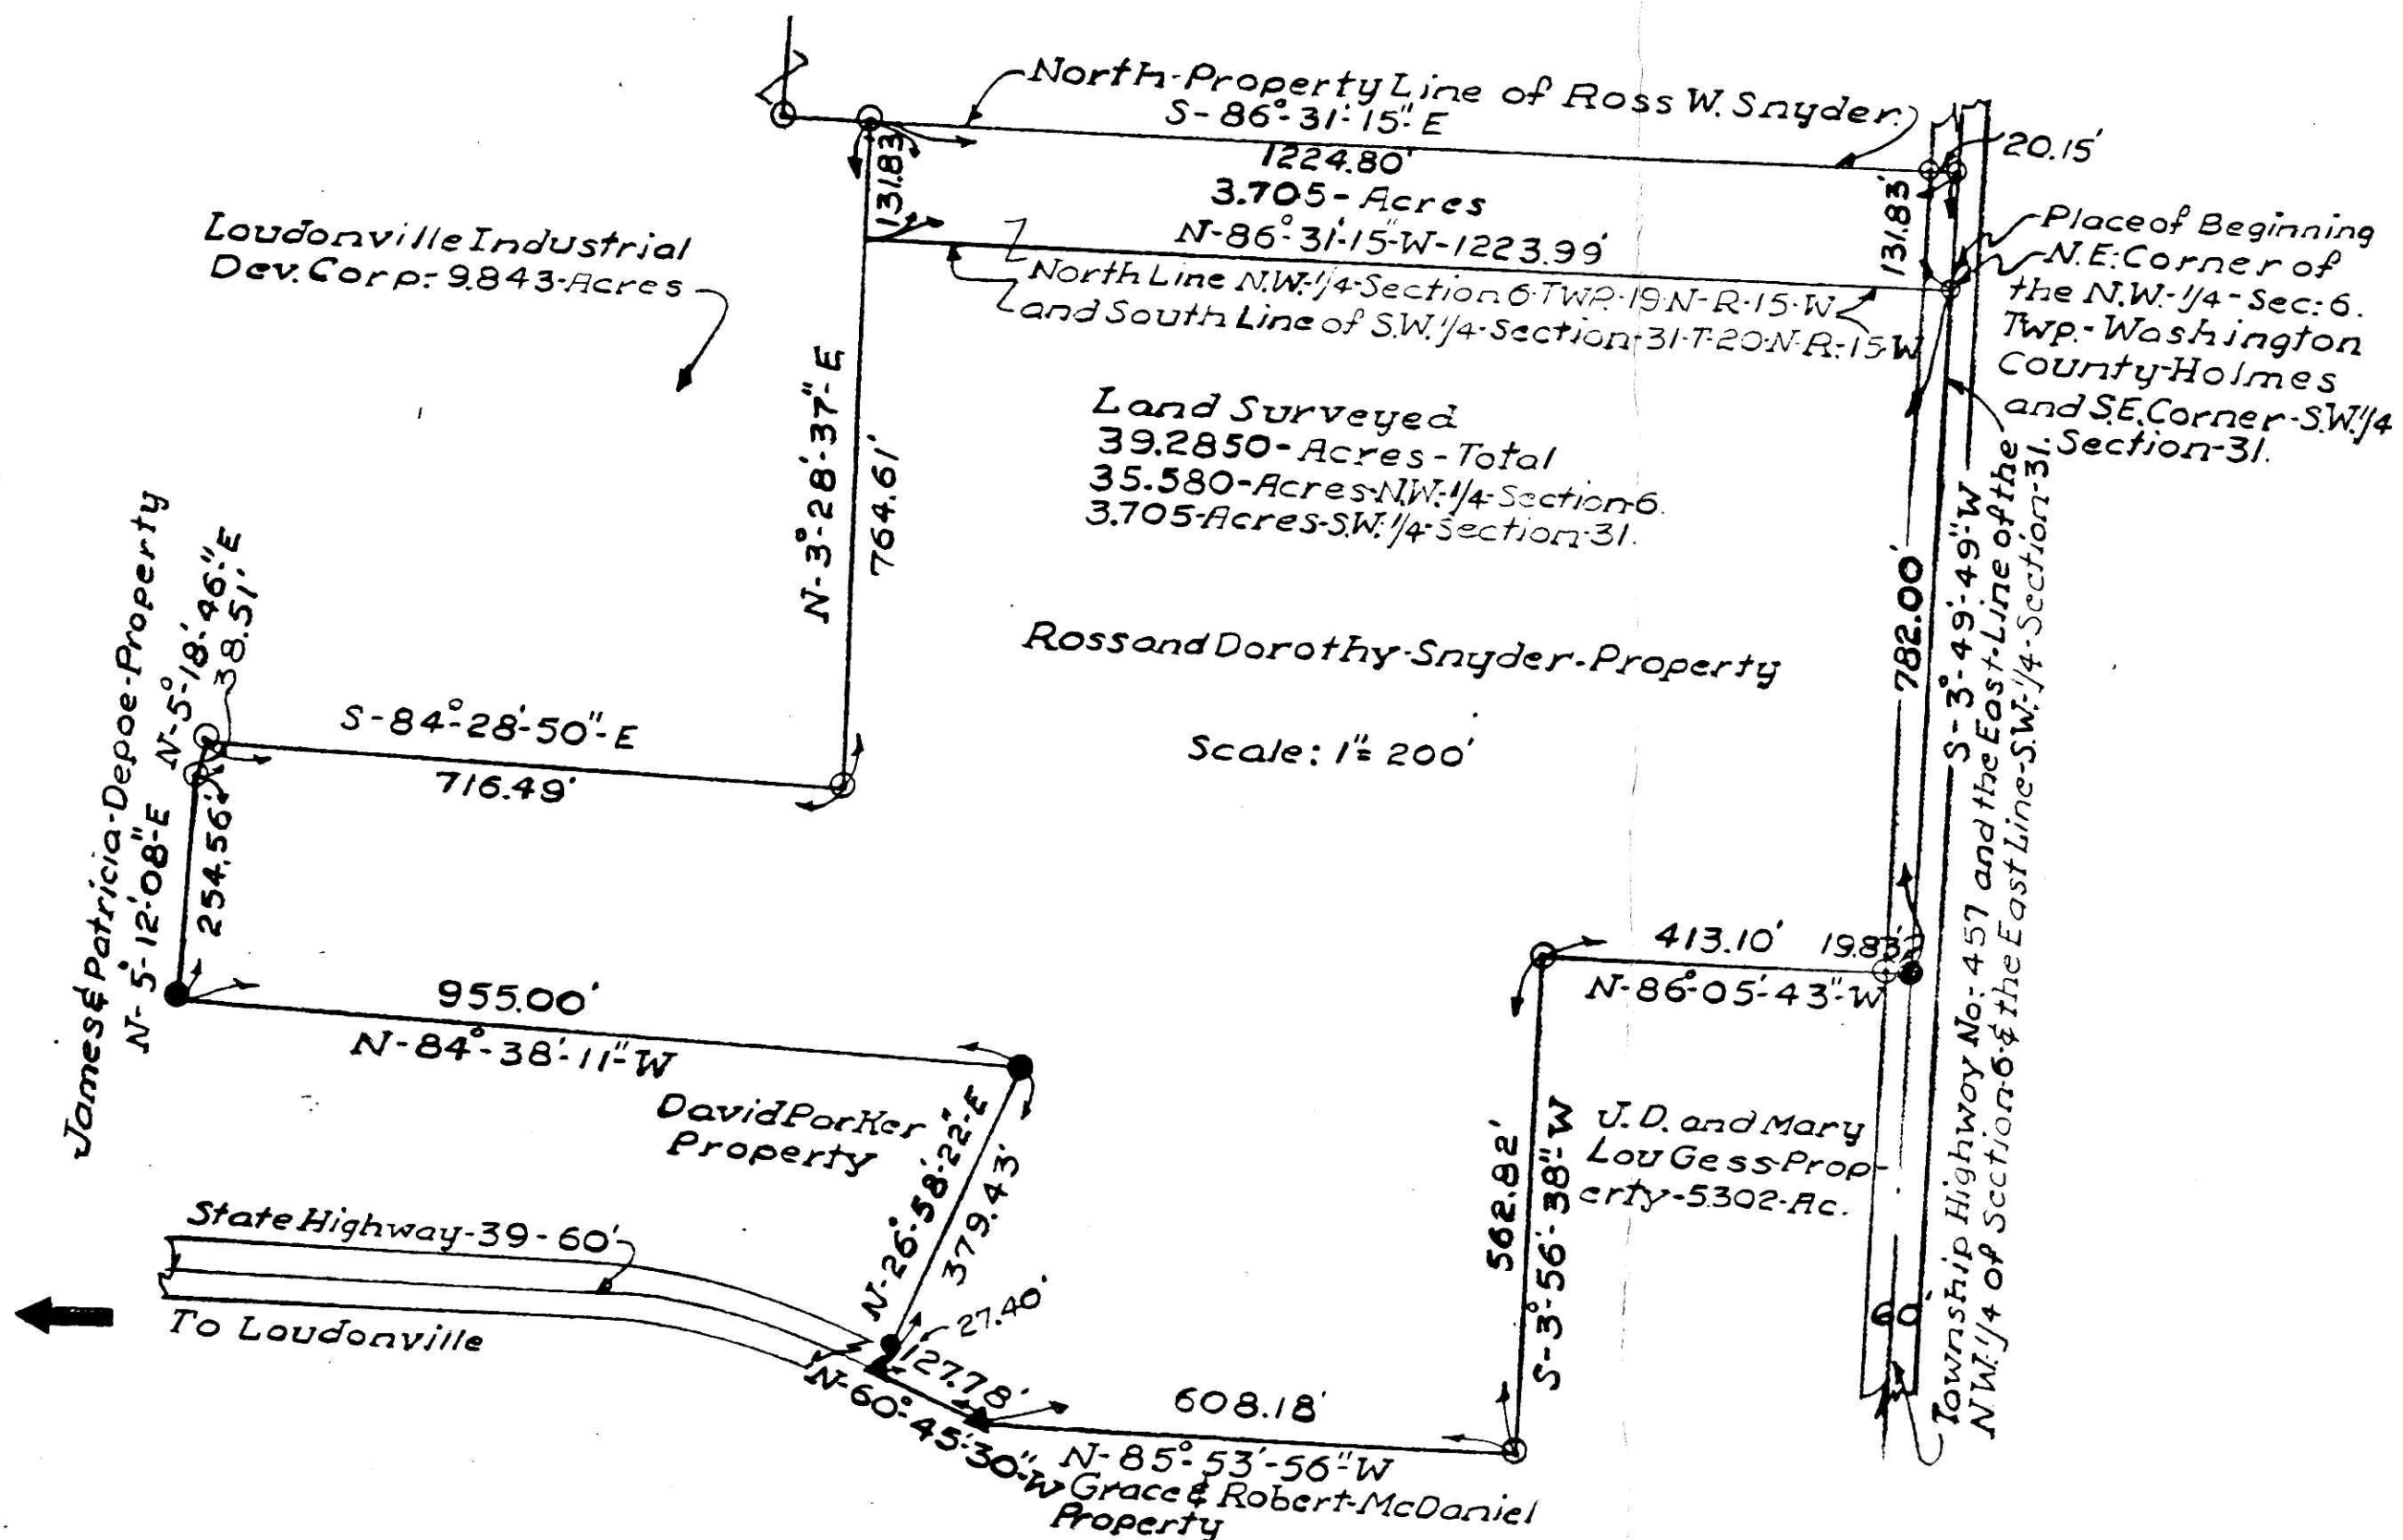 North-Property Line of Ross W. Snyder.
S-86°-31'-15"-E
1224.80'
20.15'
131.83
131.83'
3.705-Acres
N-86°-31'-15"-W-1223.99'
Place of Beginning
N.E. Corner of
the N.W.-1/4-Sec:6.
Twp.-Washington
County-Holmes
and S.E. Corner-S.W.1/4
Section-31.
North Line N.W.-1/4-Section 6-TWP.-19-N-R-15-W
and South Line of S.W.1/4-Section-31-T-20-N-R-15-W
Loudonville Industrial
Dev. Corp:-9.843-Acres
N-3°-28'-37"-E
764.61'
Land Surveyed
39.2850-Acres-Total
35.580-Acres-N.W.-1/4-Section-6.
3.705-Acres-S.W.1/4-Section-31.
Ross and Dorothy-Snyder-Property
Scale: 1"=200'
782.00'
S-3°-49'-49"-W
Township Highway No:-457 and the East-Line of the
N.W.1/4 of Section-6-& the East Line-S.W.-1/4-Section-31.
James & Patricia-Depoe-Property
N-5°-18'-46"-E
38.51'
N-5°-12'-08"-E
254.56'
S-84°-28'-50"-E
716.49'
955.00'
N-84°-38'-11"-W
413.10'
19.83'
N-86°-05'-43"-W
David Parker
Property
N-26°-58'-22"-E
379.43'
27.40'
J.D. and Mary
Lou Gess-Prop-
erty-5.302-Ac.
562.82'
S-3°-56'-38"-W
State Highway-39-60'
To Loudonville
127.78'
N-60°-45'-30"-W
608.18'
N-85°-53'-56"-W
Grace & Robert-McDaniel
Property
60'